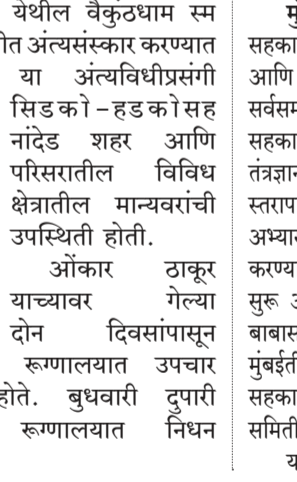 येथील वैकुंठधाम स्म
ीत अंत्यसंस्कार करण्यात
या अंत्यविधीप्रसंगी
सिडको-हडकोसह
नांदेड शहर आणि
परिसरातील विविध
क्षेत्रातील मान्यवरांची
उपस्थिती होती.
ओंकार ठाकूर
याच्यावर गेल्या
दोन दिवसांपासून
रूग्णालयात उपचार
होते. बुधवारी दुपारी
रूग्णालयात निधन
मु
सहका
आणि
सर्वसम
सहका
तंत्रज्ञान
स्तराप
अभ्यास
करण्या
सुरू
बाबास
मुंबईती
सहका
समिती
य